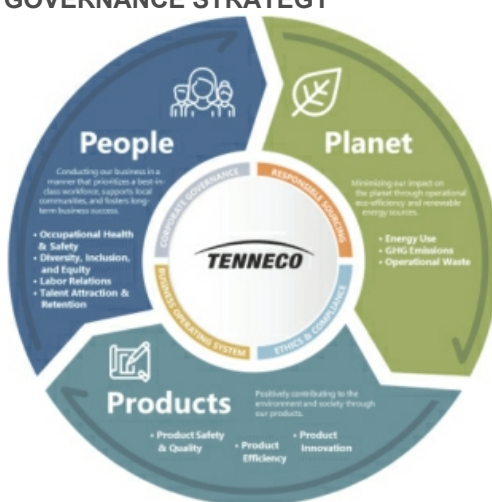 GOVERNANCE STRATEGY
People
Conducting our business in a
manner that prioritizes a best-in-
class workforce, supports local
communities, and fosters long-
term business success.
• Occupational Health
& Safety
• Diversity, Inclusion,
and Equity
• Labor Relations
• Talent Attraction &
Retention
Planet
Minimizing our impact on
the planet through operational
eco-efficiency and renewable
energy sources.
• Energy Use
• GHG Emissions
• Operational Waste
CORPORATE GOVERNANCE
RESPONSIBLE SOURCING
TENNECO
BUSINESS OPERATING SYSTEM
ETHICS & COMPLIANCE
Products
Positively contributing to the
environment and society through
our products.
• Product Safety
& Quality
• Product
Efficiency
• Product
Innovation